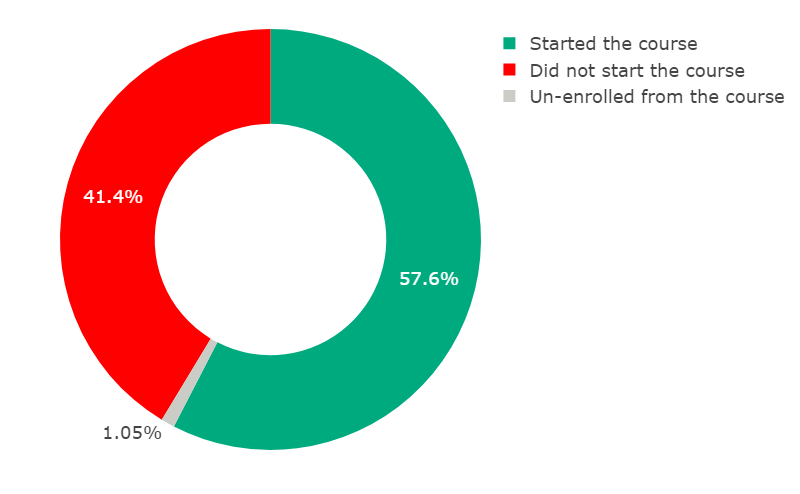 Started the course
Did not start the course
Un-enrolled from the course
41.4%
57.6%
1.05%